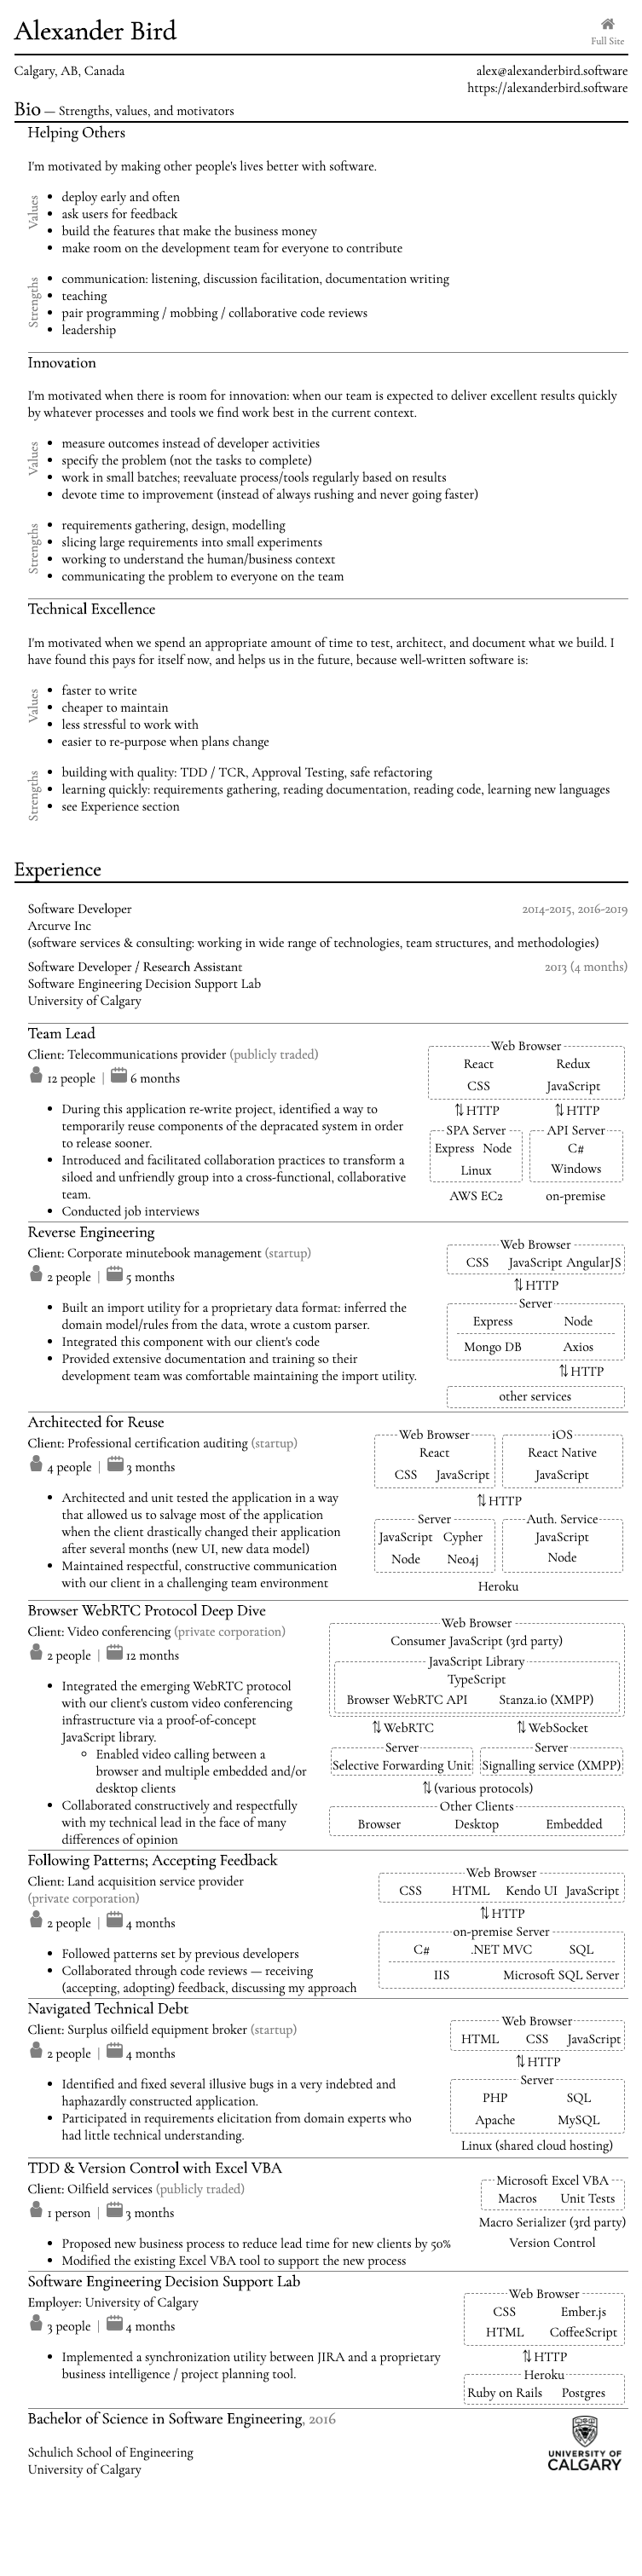 Alexander Bird
Full Site
Calgary, AB, Canada
alex@alexanderbird.software
https://alexanderbird.software
Bio — Strengths, values, and motivators
Helping Others
I'm motivated by making other people's lives better with software.
Values
• deploy early and often
• ask users for feedback
• build the features that make the business money
• make room on the development team for everyone to contribute
Strengths
• communication: listening, discussion facilitation, documentation writing
• teaching
• pair programming / mobbing / collaborative code reviews
• leadership
Innovation
I'm motivated when there is room for innovation: when our team is expected to deliver excellent results quickly
by whatever processes and tools we find work best in the current context.
Values
• measure outcomes instead of developer activities
• specify the problem (not the tasks to complete)
• work in small batches; reevaluate process/tools regularly based on results
• devote time to improvement (instead of always rushing and never going faster)
Strengths
• requirements gathering, design, modelling
• slicing large requirements into small experiments
• working to understand the human/business context
• communicating the problem to everyone on the team
Technical Excellence
I'm motivated when we spend an appropriate amount of time to test, architect, and document what we build. I
have found this pays for itself now, and helps us in the future, because well-written software is:
Values
• faster to write
• cheaper to maintain
• less stressful to work with
• easier to re-purpose when plans change
Strengths
• building with quality: TDD / TCR, Approval Testing, safe refactoring
• learning quickly: requirements gathering, reading documentation, reading code, learning new languages
• see Experience section
Experience
Software Developer
2014-2015, 2016-2019
Arcurve Inc
(software services & consulting: working in wide range of technologies, team structures, and methodologies)
Software Developer / Research Assistant
2013 (4 months)
Software Engineering Decision Support Lab
University of Calgary
Team Lead
Client: Telecommunications provider (publicly traded)
12 people | 6 months
• During this application re-write project, identified a way to
temporarily reuse components of the depracated system in order
to release sooner.
• Introduced and facilitated collaboration practices to transform a
siloed and unfriendly group into a cross-functional, collaborative
team.
• Conducted job interviews
Web Browser
React Redux
CSS JavaScript
⇅ HTTP ⇅ HTTP
SPA Server API Server
Express Node C#
Linux Windows
AWS EC2 on-premise
Reverse Engineering
Client: Corporate minutebook management (startup)
2 people | 5 months
• Built an import utility for a proprietary data format: inferred the
domain model/rules from the data, wrote a custom parser.
• Integrated this component with our client's code
• Provided extensive documentation and training so their
development team was comfortable maintaining the import utility.
Web Browser
CSS JavaScript AngularJS
⇅ HTTP
Server
Express Node
Mongo DB Axios
⇅ HTTP
other services
Architected for Reuse
Client: Professional certification auditing (startup)
4 people | 3 months
• Architected and unit tested the application in a way
that allowed us to salvage most of the application
when the client drastically changed their application
after several months (new UI, new data model)
• Maintained respectful, constructive communication
with our client in a challenging team environment
Web Browser iOS
React React Native
CSS JavaScript JavaScript
⇅ HTTP
Server Auth. Service
JavaScript Cypher JavaScript
Node Neo4j Node
Heroku
Browser WebRTC Protocol Deep Dive
Client: Video conferencing (private corporation)
2 people | 12 months
• Integrated the emerging WebRTC protocol
with our client's custom video conferencing
infrastructure via a proof-of-concept
JavaScript library.
◦ Enabled video calling between a
browser and multiple embedded and/or
desktop clients
• Collaborated constructively and respectfully
with my technical lead in the face of many
differences of opinion
Web Browser
Consumer JavaScript (3rd party)
JavaScript Library
TypeScript
Browser WebRTC API Stanza.io (XMPP)
⇅ WebRTC ⇅ WebSocket
Server Server
Selective Forwarding Unit Signalling service (XMPP)
⇅ (various protocols)
Other Clients
Browser Desktop Embedded
Following Patterns; Accepting Feedback
Client: Land acquisition service provider
(private corporation)
2 people | 4 months
• Followed patterns set by previous developers
• Collaborated through code reviews — receiving
(accepting, adopting) feedback, discussing my approach
Web Browser
CSS HTML Kendo UI JavaScript
⇅ HTTP
on-premise Server
C# .NET MVC SQL
IIS Microsoft SQL Server
Navigated Technical Debt
Client: Surplus oilfield equipment broker (startup)
2 people | 4 months
• Identified and fixed several illusive bugs in a very indebted and
haphazardly constructed application.
• Participated in requirements elicitation from domain experts who
had little technical understanding.
Web Browser
HTML CSS JavaScript
⇅ HTTP
Server
PHP SQL
Apache MySQL
Linux (shared cloud hosting)
TDD & Version Control with Excel VBA
Client: Oilfield services (publicly traded)
1 person | 3 months
• Proposed new business process to reduce lead time for new clients by 50%
• Modified the existing Excel VBA tool to support the new process
Microsoft Excel VBA
Macros Unit Tests
Macro Serializer (3rd party)
Version Control
Software Engineering Decision Support Lab
Employer: University of Calgary
3 people | 4 months
• Implemented a synchronization utility between JIRA and a proprietary
business intelligence / project planning tool.
Web Browser
CSS Ember.js
HTML CoffeeScript
⇅ HTTP
Heroku
Ruby on Rails Postgres
Bachelor of Science in Software Engineering, 2016
Schulich School of Engineering
University of Calgary
UNIVERSITY OF
CALGARY